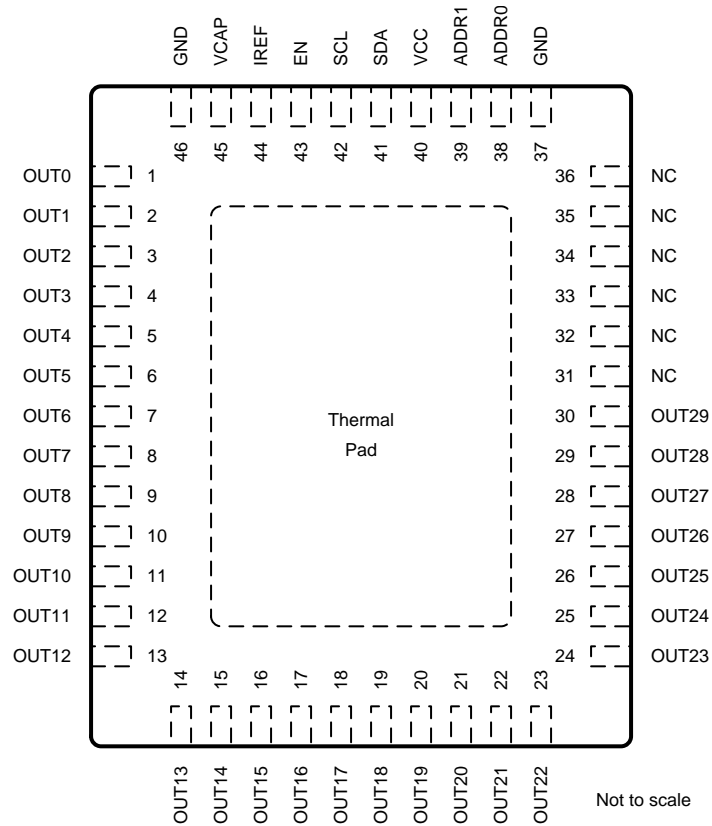 GND VCAP IREF EN SCL SDA VCC ADDR1 ADDR0 GND
46 45 44 43 42 41 40 39 38 37
OUT0 1 36 NC
OUT1 2 35 NC
OUT2 3 34 NC
OUT3 4 33 NC
OUT4 5 32 NC
OUT5 6 31 NC
OUT6 7 30 OUT29
Thermal
Pad
OUT7 8 29 OUT28
OUT8 9 28 OUT27
OUT9 10 27 OUT26
OUT10 11 26 OUT25
OUT11 12 25 OUT24
OUT12 13 24 OUT23
14 15 16 17 18 19 20 21 22 23
OUT13 OUT14 OUT15 OUT16 OUT17 OUT18 OUT19 OUT20 OUT21 OUT22
Not to scale